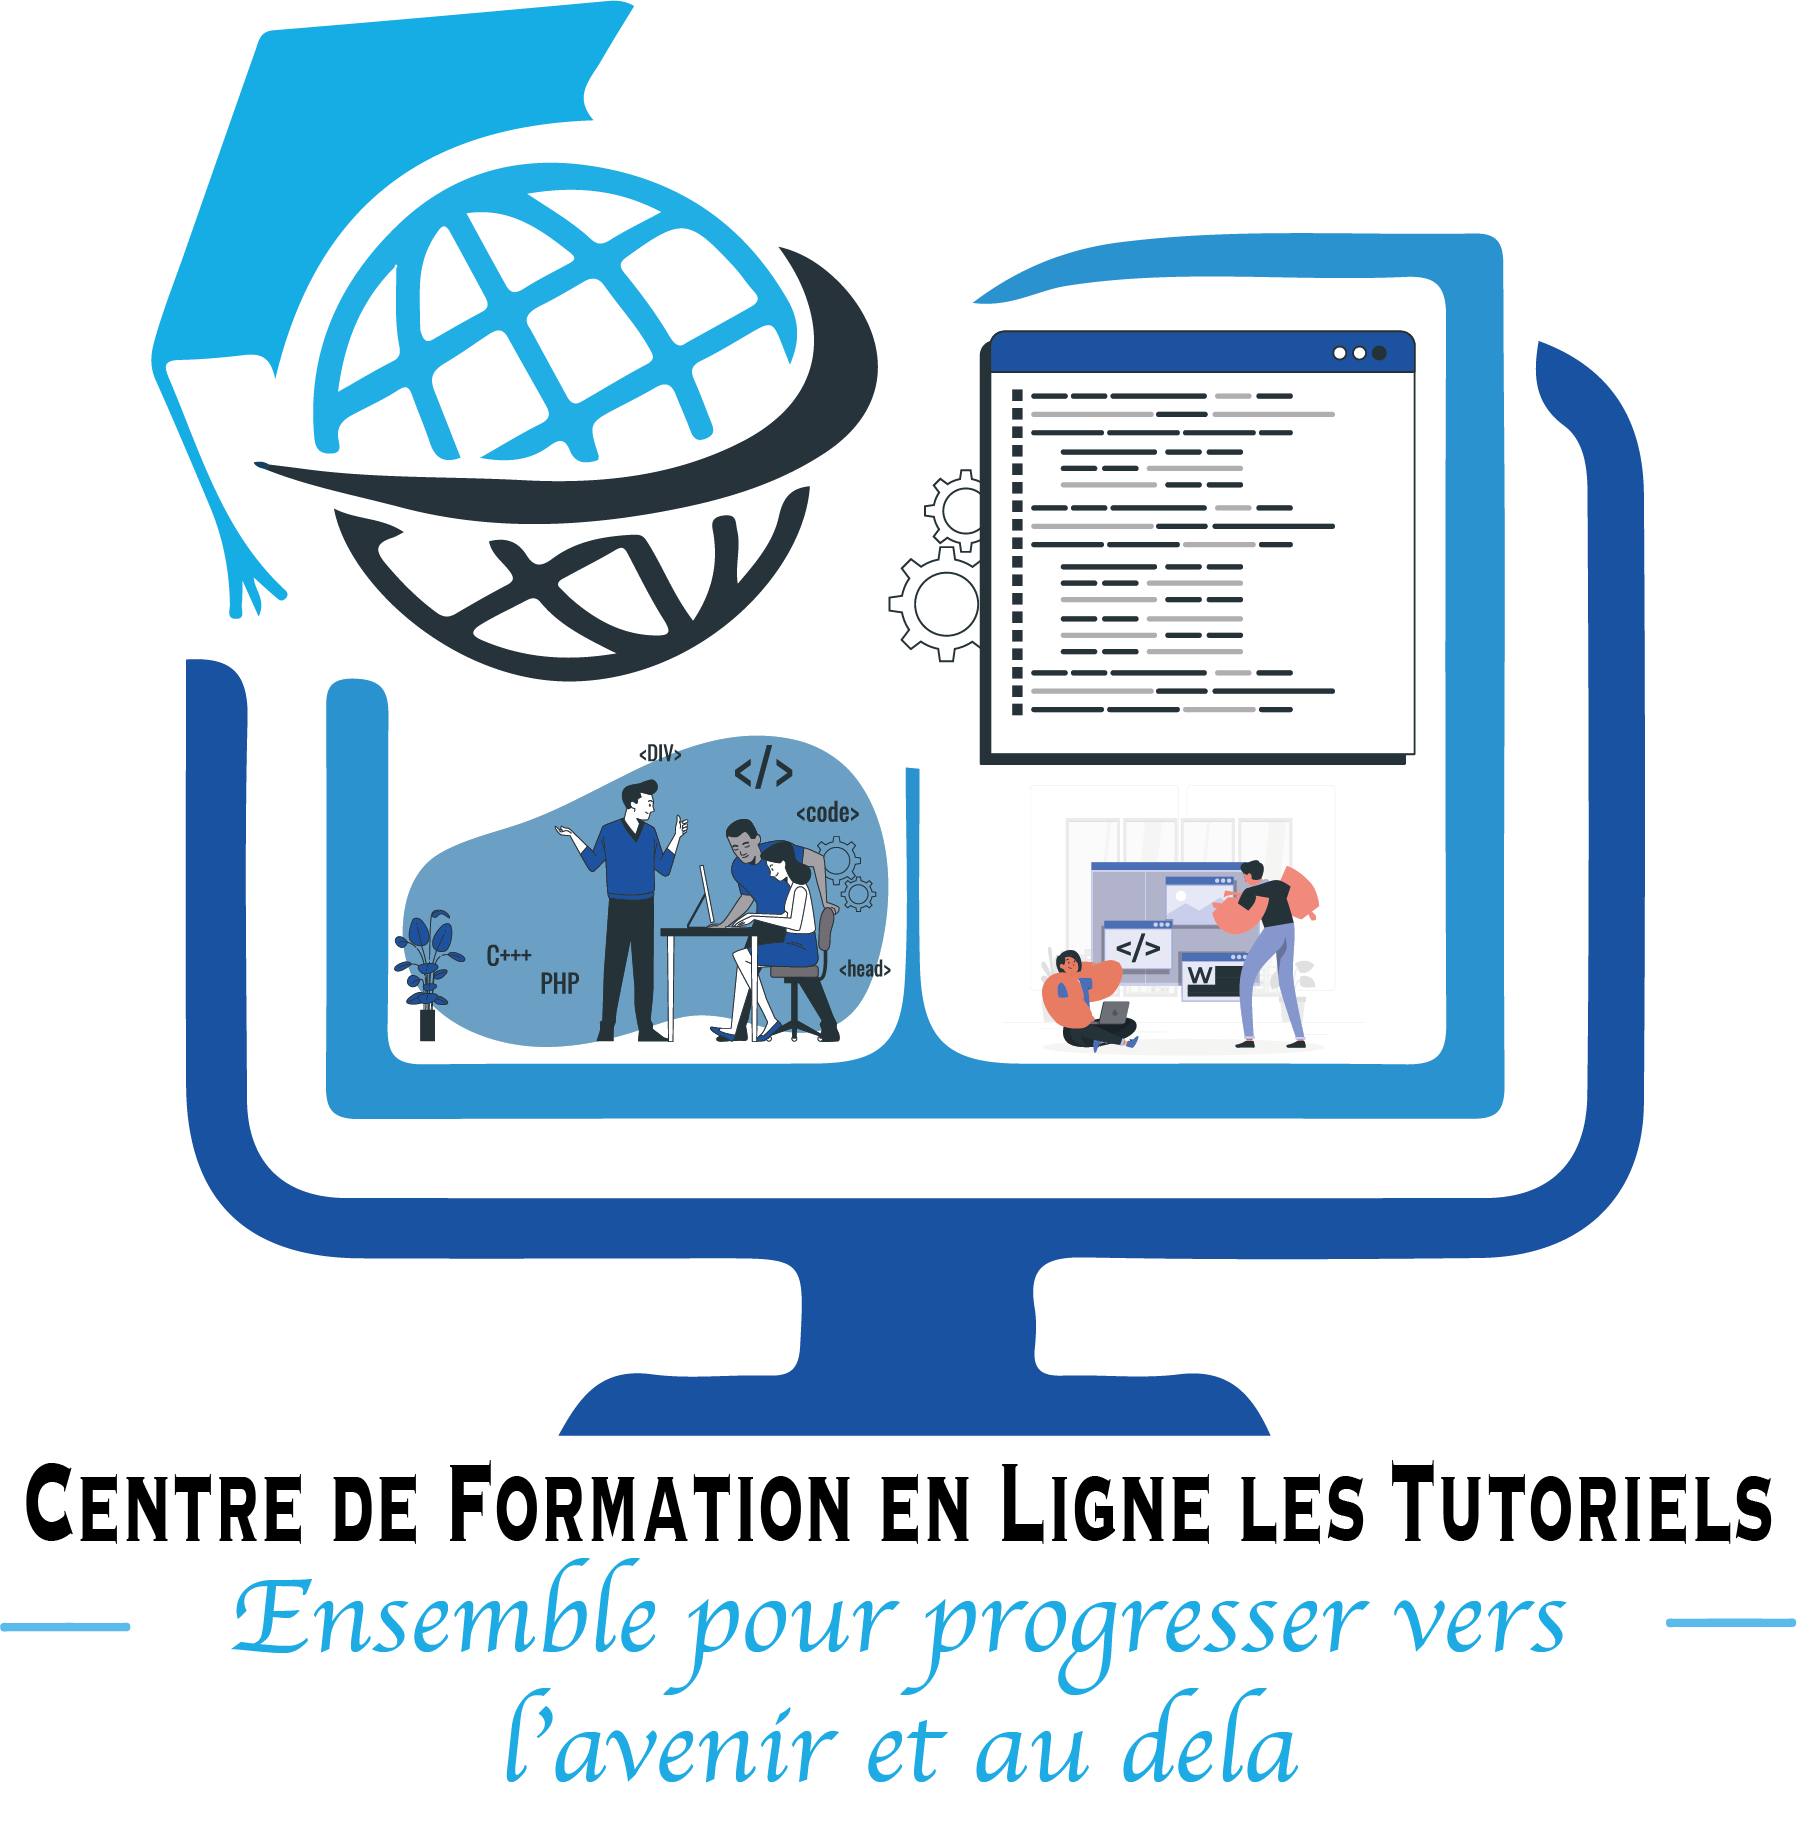 <DIV>
</>
<code>
C+++
PHP
<head>
</>
W
CENTRE DE FORMATION EN LIGNE LES TUTORIELS
Ensemble pour progresser vers
l'avenir et au dela